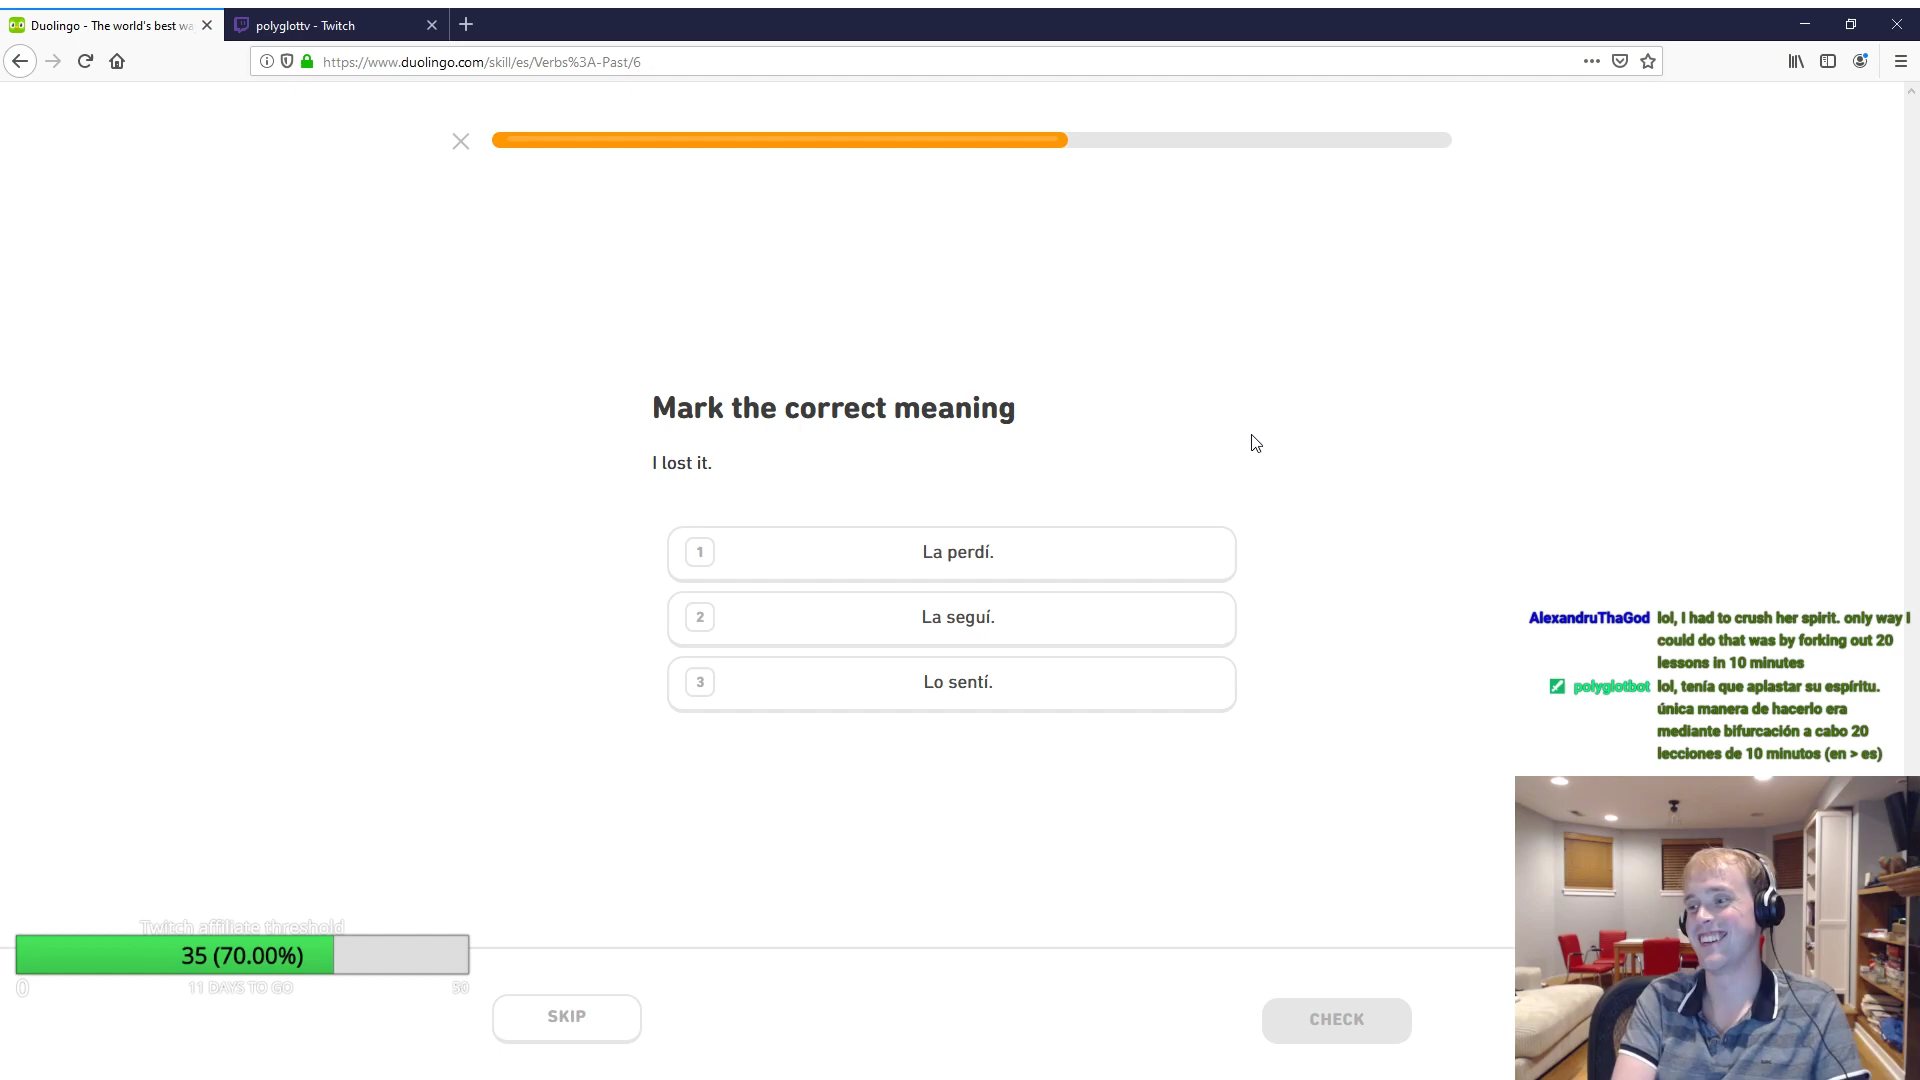 Duolingo - The world's best wa
polyglottv - Twitch
https://www.duolingo.com/skill/es/Verbs%3A-Past/6
Mark the correct meaning
I lost it.
1 La perdí.
2 La seguí.
3 Lo sentí.
AlexandruThaGod lol, I had to crush her spirit. only way I
could do that was by forking out 20
lessons in 10 minutes
polyglotbot lol, tenía que aplastar su espíritu.
única manera de hacerlo era
mediante bifurcación a cabo 20
lecciones de 10 minutos (en > es)
Twitch affiliate threshold
35 (70.00%)
0 11 DAYS TO GO 50
SKIP
CHECK